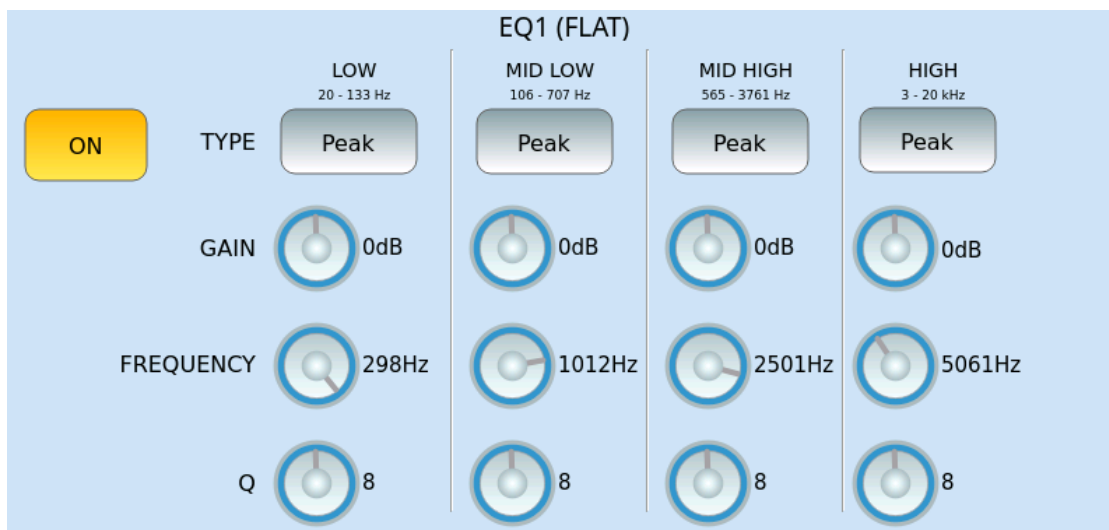 EQ1 (FLAT)
LOW MID LOW MID HIGH HIGH
20 - 133 Hz 106 - 707 Hz 565 - 3761 Hz 3 - 20 kHz
ON TYPE Peak Peak Peak Peak
GAIN 0dB 0dB 0dB 0dB
FREQUENCY 298Hz 1012Hz 2501Hz 5061Hz
Q 8 8 8 8